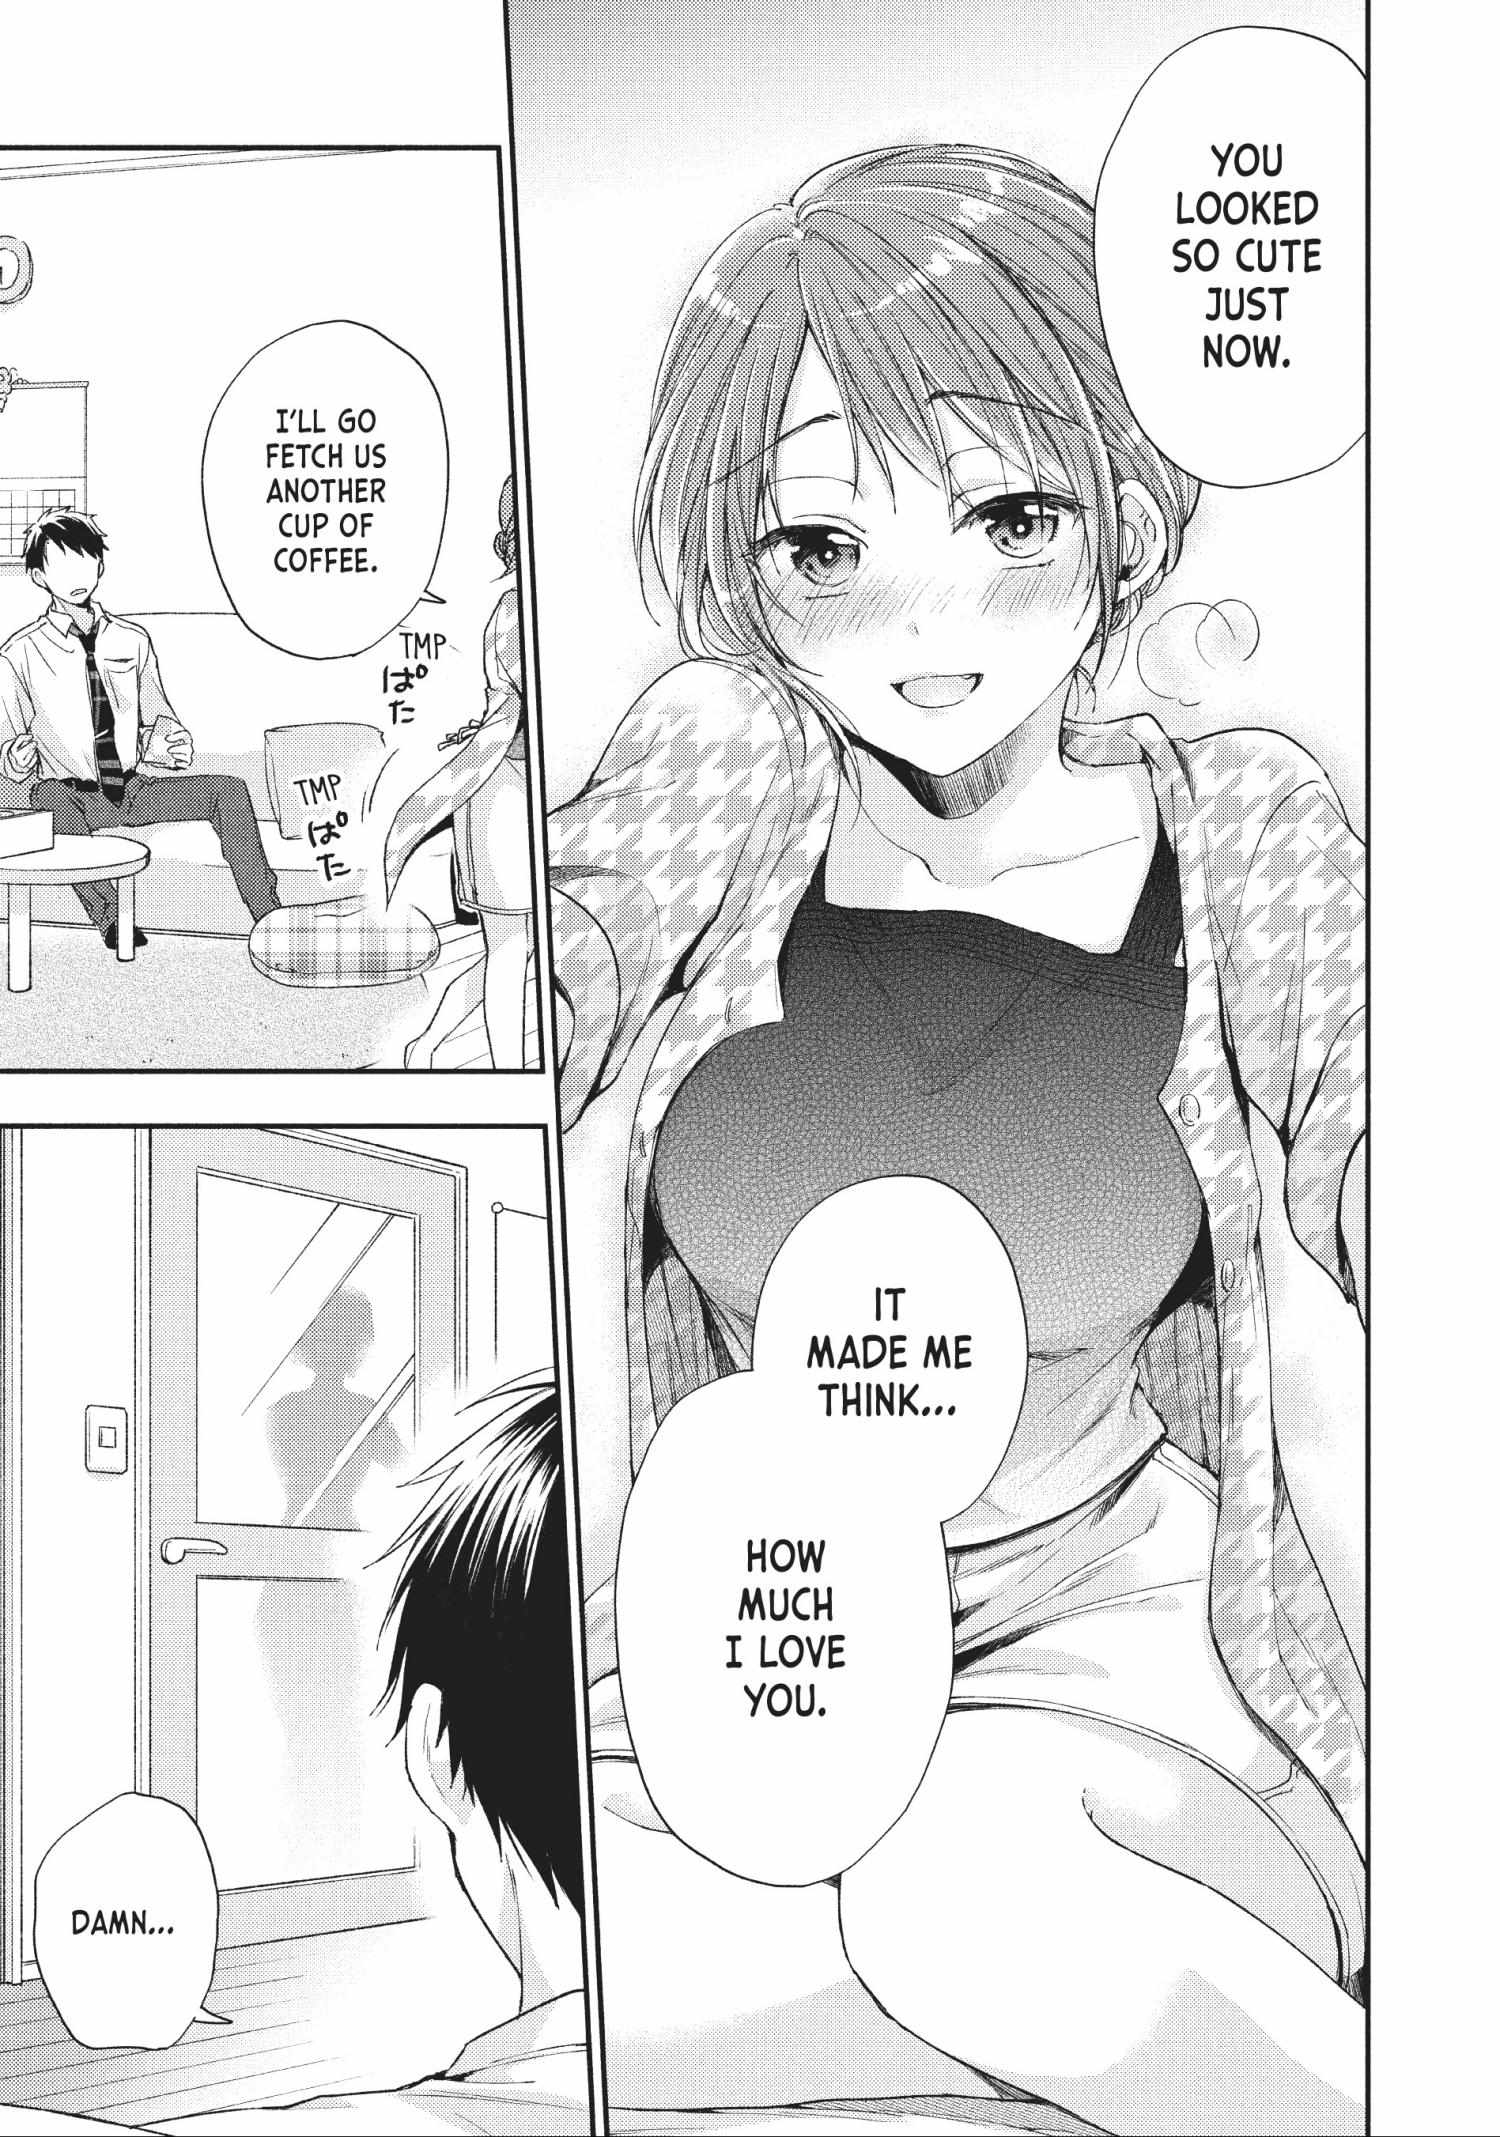 YOU
LOOKED
SO CUTE
JUST
NOW.
IT
MADE ME
THINK...
HOW
MUCH
I LOVE
YOU.
I'LL GO
FETCH US
ANOTHER
CUP OF
COFFEE.
TMP
ぱた
TMP
ぱた
DAMN...